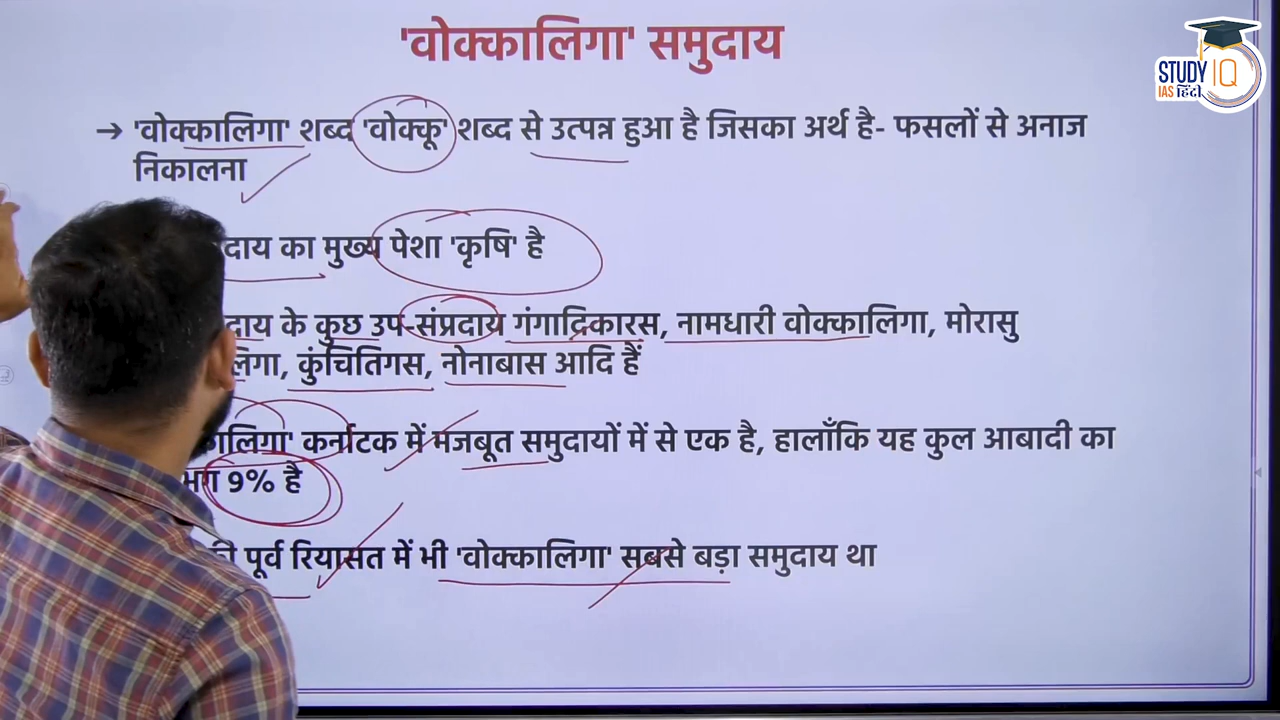 'वोक्कालिगा' समुदाय
STUDY IQ
IAS हिंदी
→ 'वोक्कालिगा' शब्द 'वोक्कू' शब्द से उत्पन्न हुआ है जिसका अर्थ है- फसलों से अनाज
निकालना
का मुख्य पेशा 'कृषि' है
के कुछ उप-संप्रदाय गंगाद्रिकारस, नामधारी वोक्कालिगा, मोरासु
कुंचितिगस, नोनाबास आदि हैं
कर्नाटक में मजबूत समुदायों में से एक है, हालाँकि यह कुल आबादी का
9% है
पूर्व रियासत में भी 'वोक्कालिगा' सबसे बड़ा समुदाय था